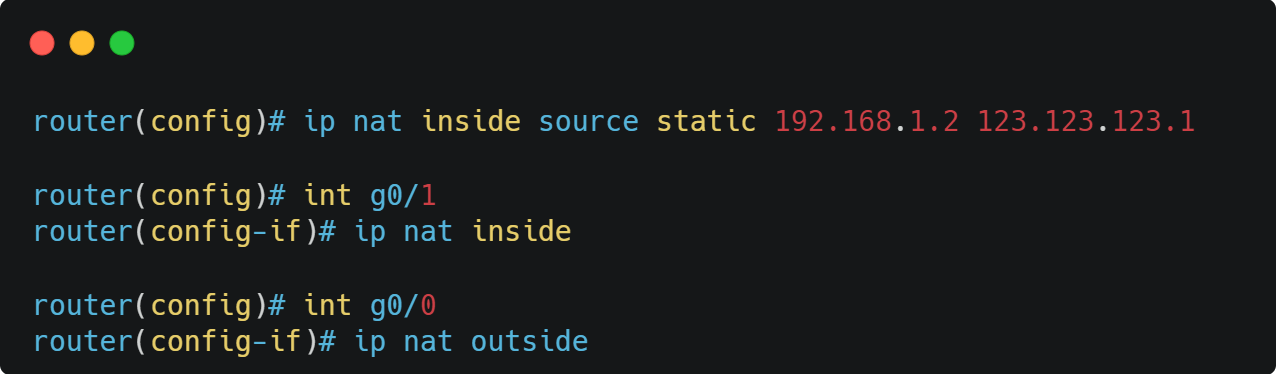 router(config)# ip nat inside source static 192.168.1.2 123.123.123.1
router(config)# int g0/1
router(config-if)# ip nat inside
router(config)# int g0/0
router(config-if)# ip nat outside